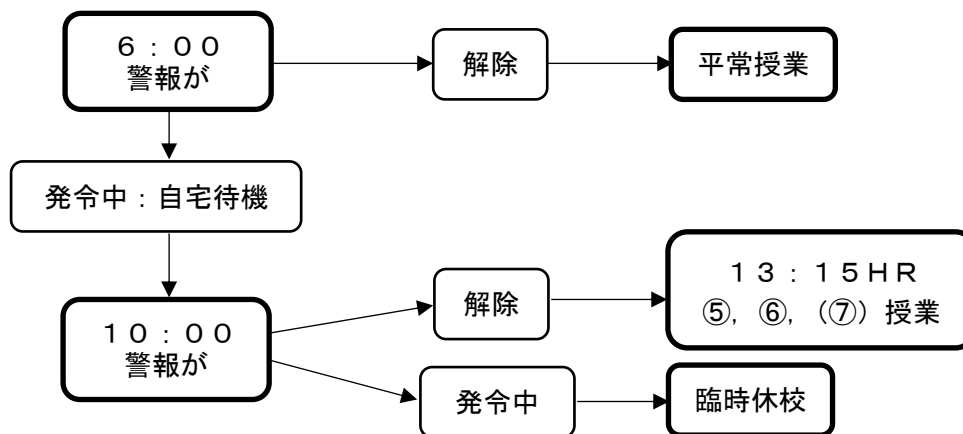 ６：００
警報が
解除
平常授業
発令中：自宅待機
１０：００
警報が
解除
１３：１５ＨＲ
⑤，⑥，（⑦）授業
発令中
臨時休校